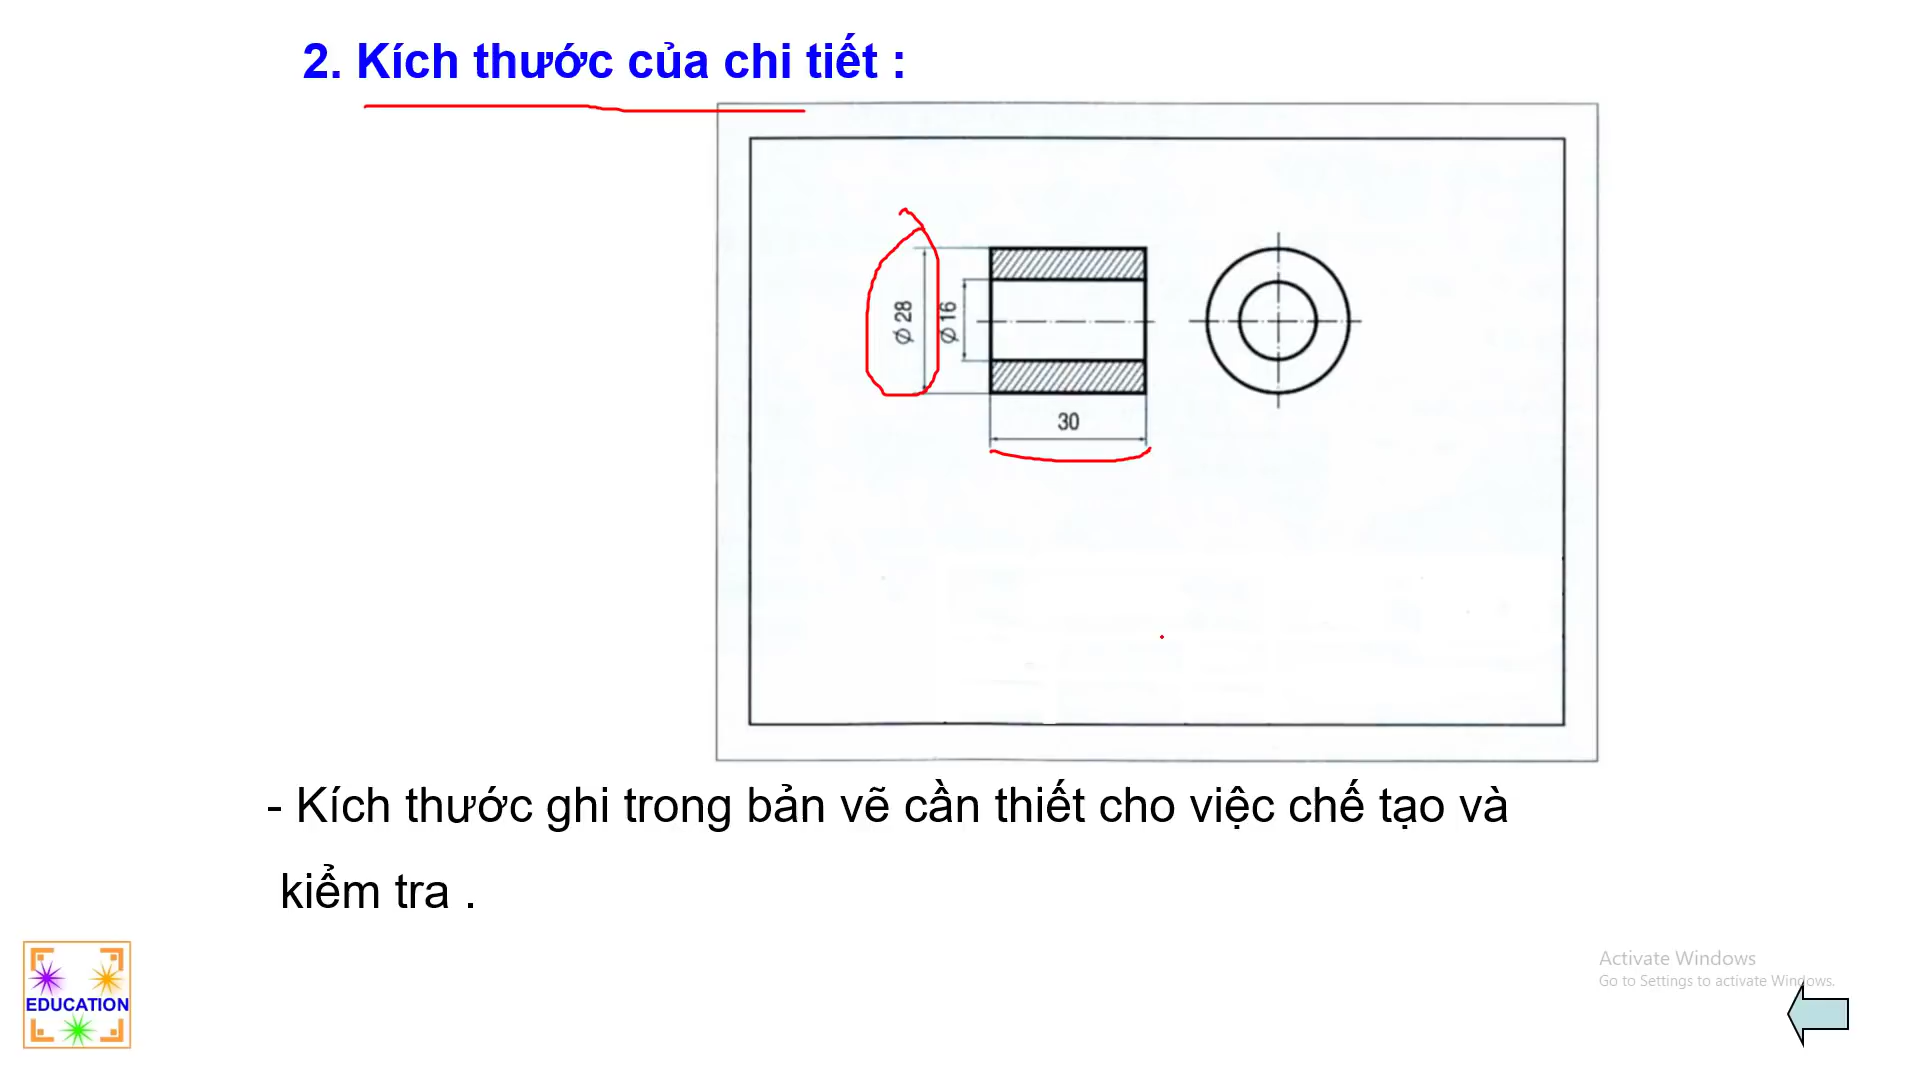 2. Kích thước của chi tiết :
Ø 28
Ø 16
30
- Kích thước ghi trong bản vẽ cần thiết cho việc chế tạo và
kiểm tra .
EDUCATION
Activate Windows
Go to Settings to activate Windows.